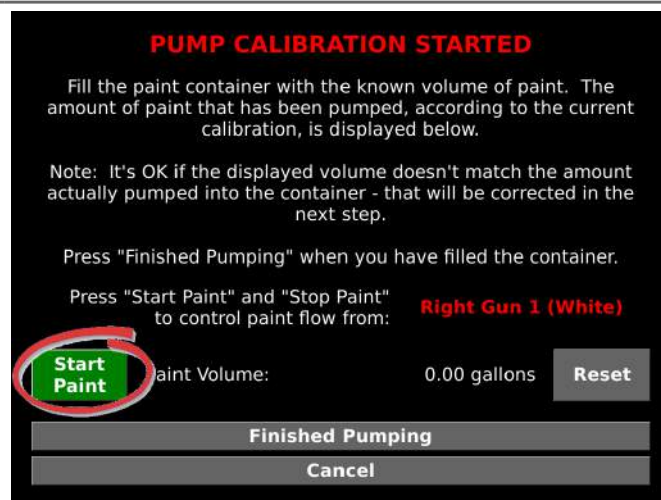 PUMP CALIBRATION STARTED
Fill the paint container with the known volume of paint. The
amount of paint that has been pumped, according to the current
calibration, is displayed below.
Note: It's OK if the displayed volume doesn't match the amount
actually pumped into the container - that will be corrected in the
next step.
Press "Finished Pumping" when you have filled the container.
Press "Start Paint" and "Stop Paint"
to control paint flow from:
Right Gun 1 (White)
Start
Paint
aint Volume:
0.00 gallons
Reset
Finished Pumping
Cancel